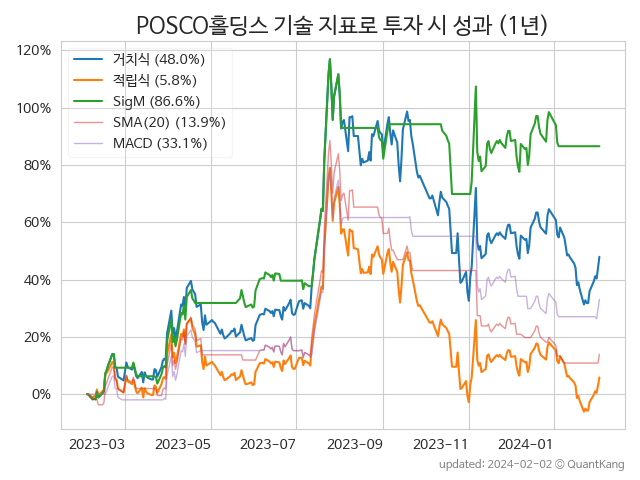 POSCO홀딩스 기술 지표로 투자 시 성과 (1년)
120%
100%
80%
60%
40%
20%
0%
거치식 (48.0%)
적립식 (5.8%)
SigM (86.6%)
SMA(20) (13.9%)
MACD (33.1%)
2023-03
2023-05
2023-07
2023-09
2023-11
2024-01
updated: 2024-02-02 © QuantKang